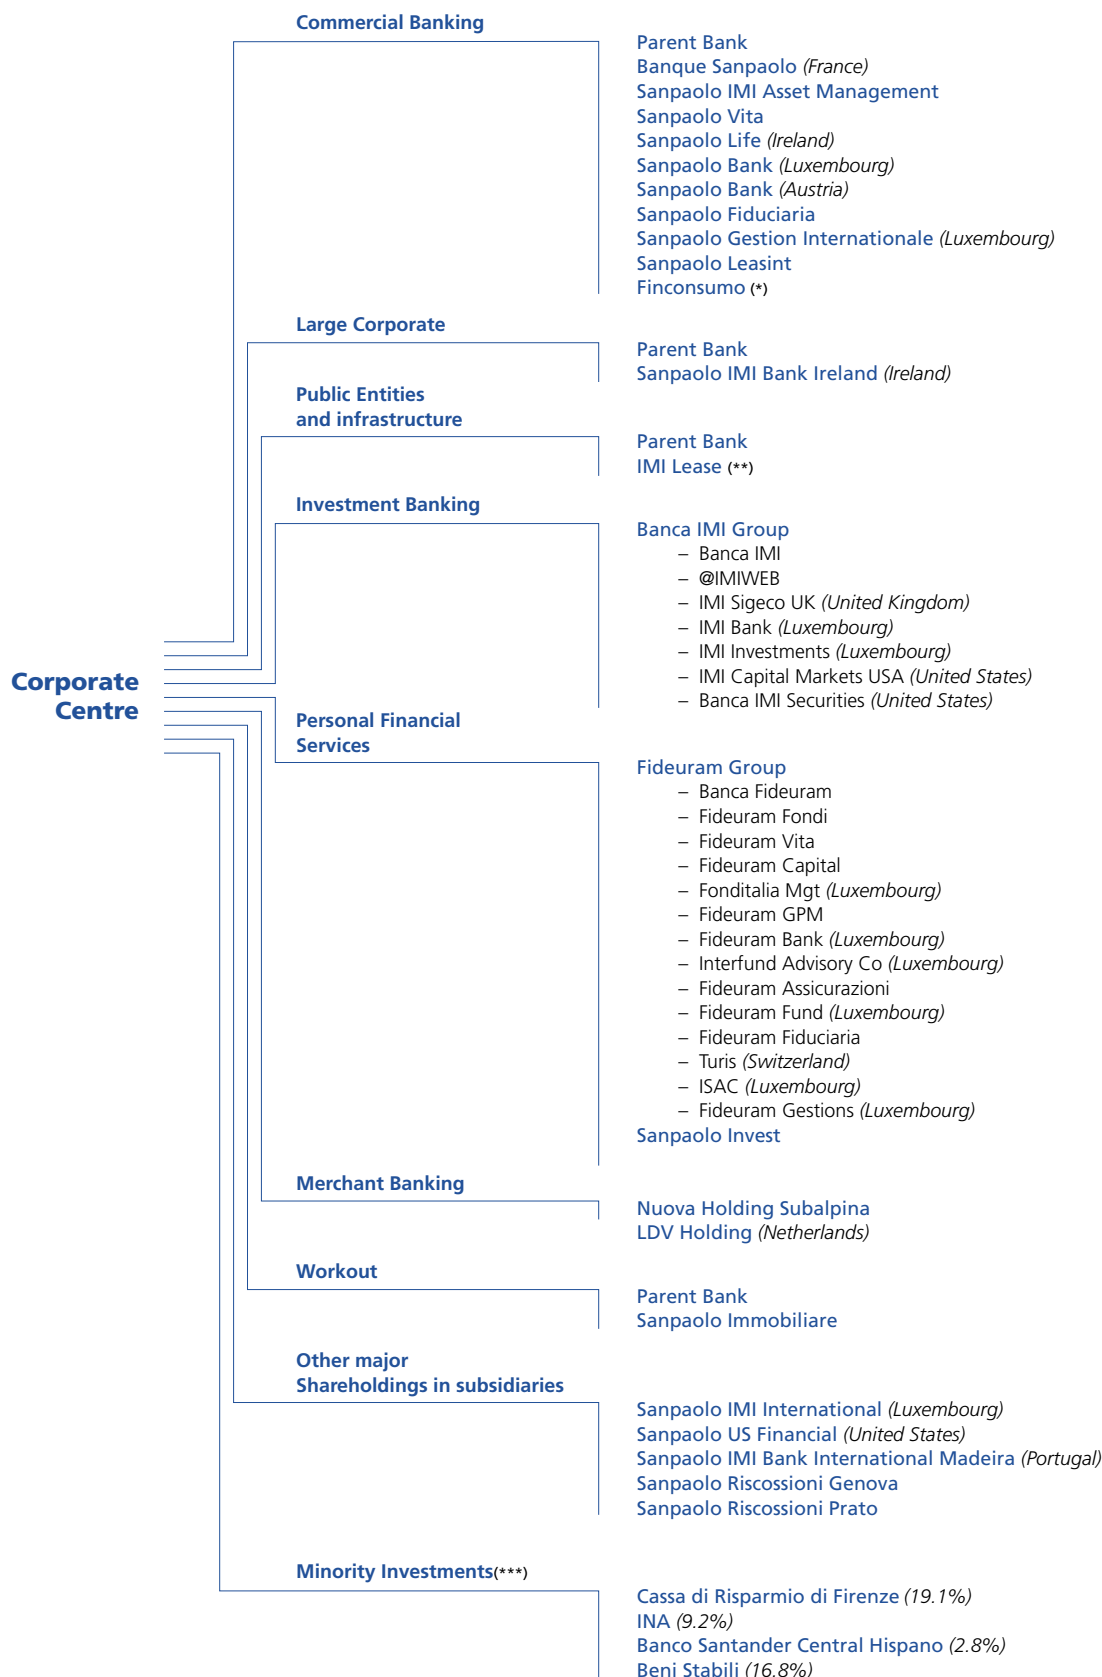 Commercial Banking
Parent Bank
Banque Sanpaolo (France)
Sanpaolo IMI Asset Management
Sanpaolo Vita
Sanpaolo Life (Ireland)
Sanpaolo Bank (Luxembourg)
Sanpaolo Bank (Austria)
Sanpaolo Fiduciaria
Sanpaolo Gestion Internationale (Luxembourg)
Sanpaolo Leasint
Finconsumo (*)
Large Corporate
Parent Bank
Sanpaolo IMI Bank Ireland (Ireland)
Public Entities
and infrastructure
Parent Bank
IMI Lease (**)
Investment Banking
Banca IMI Group
– Banca IMI
– @IMIWEB
– IMI Sigeco UK (United Kingdom)
– IMI Bank (Luxembourg)
– IMI Investments (Luxembourg)
– IMI Capital Markets USA (United States)
– Banca IMI Securities (United States)
Corporate
Centre
Personal Financial
Services
Fideuram Group
– Banca Fideuram
– Fideuram Fondi
– Fideuram Vita
– Fideuram Capital
– Fonditalia Mgt (Luxembourg)
– Fideuram GPM
– Fideuram Bank (Luxembourg)
– Interfund Advisory Co (Luxembourg)
– Fideuram Assicurazioni
– Fideuram Fund (Luxembourg)
– Fideuram Fiduciaria
– Turis (Switzerland)
– ISAC (Luxembourg)
– Fideuram Gestions (Luxembourg)
Sanpaolo Invest
Merchant Banking
Nuova Holding Subalpina
LDV Holding (Netherlands)
Workout
Parent Bank
Sanpaolo Immobiliare
Other major
Shareholdings in subsidiaries
Sanpaolo IMI International (Luxembourg)
Sanpaolo US Financial (United States)
Sanpaolo IMI Bank International Madeira (Portugal)
Sanpaolo Riscossioni Genova
Sanpaolo Riscossioni Prato
Minority Investments(***)
Cassa di Risparmio di Firenze (19.1%)
INA (9.2%)
Banco Santander Central Hispano (2.8%)
Beni Stabili (16.8%)